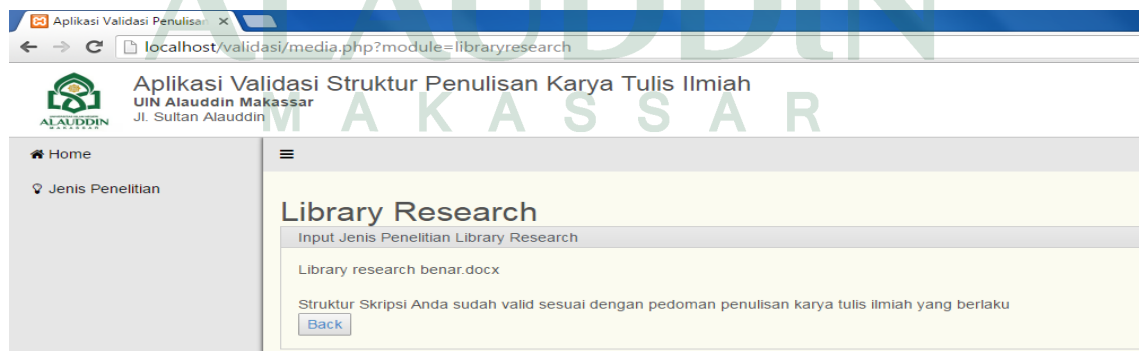 ALAUDDIN
Aplikasi Validasi Penulisan
localhost/validasi/media.php?module=libraryresearch
Aplikasi Validasi Struktur Penulisan Karya Tulis Ilmiah
UIN Alauddin Makassar
Jl. Sultan Alauddin
MAKASSAR
ALAUDDIN
MAKASSAR
Home
Jenis Penelitian
Library Research
Input Jenis Penelitian Library Research
Library research benar.docx
Struktur Skripsi Anda sudah valid sesuai dengan pedoman penulisan karya tulis ilmiah yang berlaku
Back